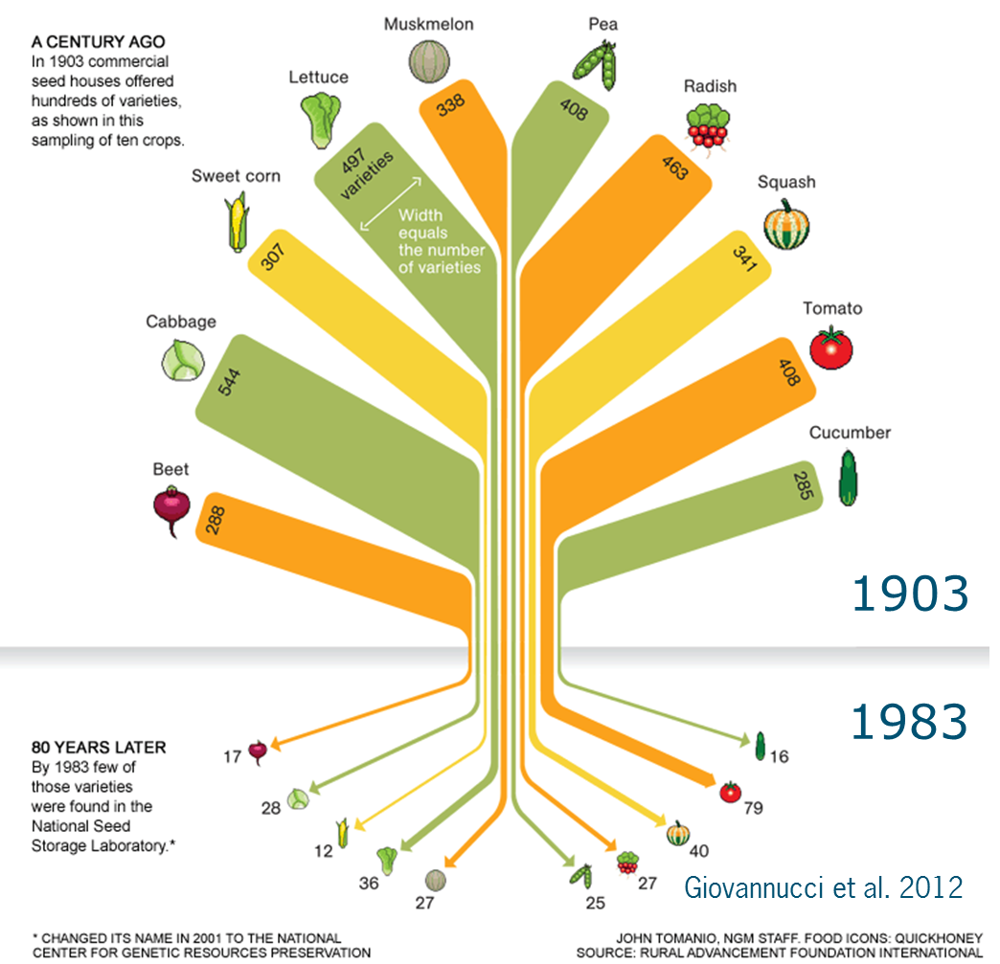 Muskmelon
Pea
A CENTURY AGO
In 1903 commercial
seed houses offered
hundreds of varieties,
as shown in this
sampling of ten crops.
Lettuce
Radish
338
408
497
varieties
463
Sweet corn
Squash
Width
equals
the number
of varieties
307
341
Cabbage
Tomato
544
408
Cucumber
Beet
285
288
1903
1983
80 YEARS LATER
By 1983 few of
those varieties
were found in the
National Seed
Storage Laboratory.*
17
16
28
79
12
40
36
27
27
25
Giovannucci et al. 2012
* CHANGED ITS NAME IN 2001 TO THE NATIONAL
CENTER FOR GENETIC RESOURCES PRESERVATION
JOHN TOMANIO, NGM STAFF. FOOD ICONS: QUICKHONEY
SOURCE: RURAL ADVANCEMENT FOUNDATION INTERNATIONAL